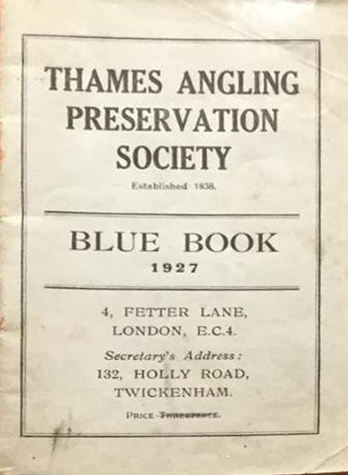 THAMES ANGLING
PRESERVATION
SOCIETY
Established 1838.
BLUE BOOK
1927
4, FETTER LANE,
LONDON, E.C.4.
Secretary's Address:
132, HOLLY ROAD,
TWICKENHAM.
PRICE THREEPENCE.